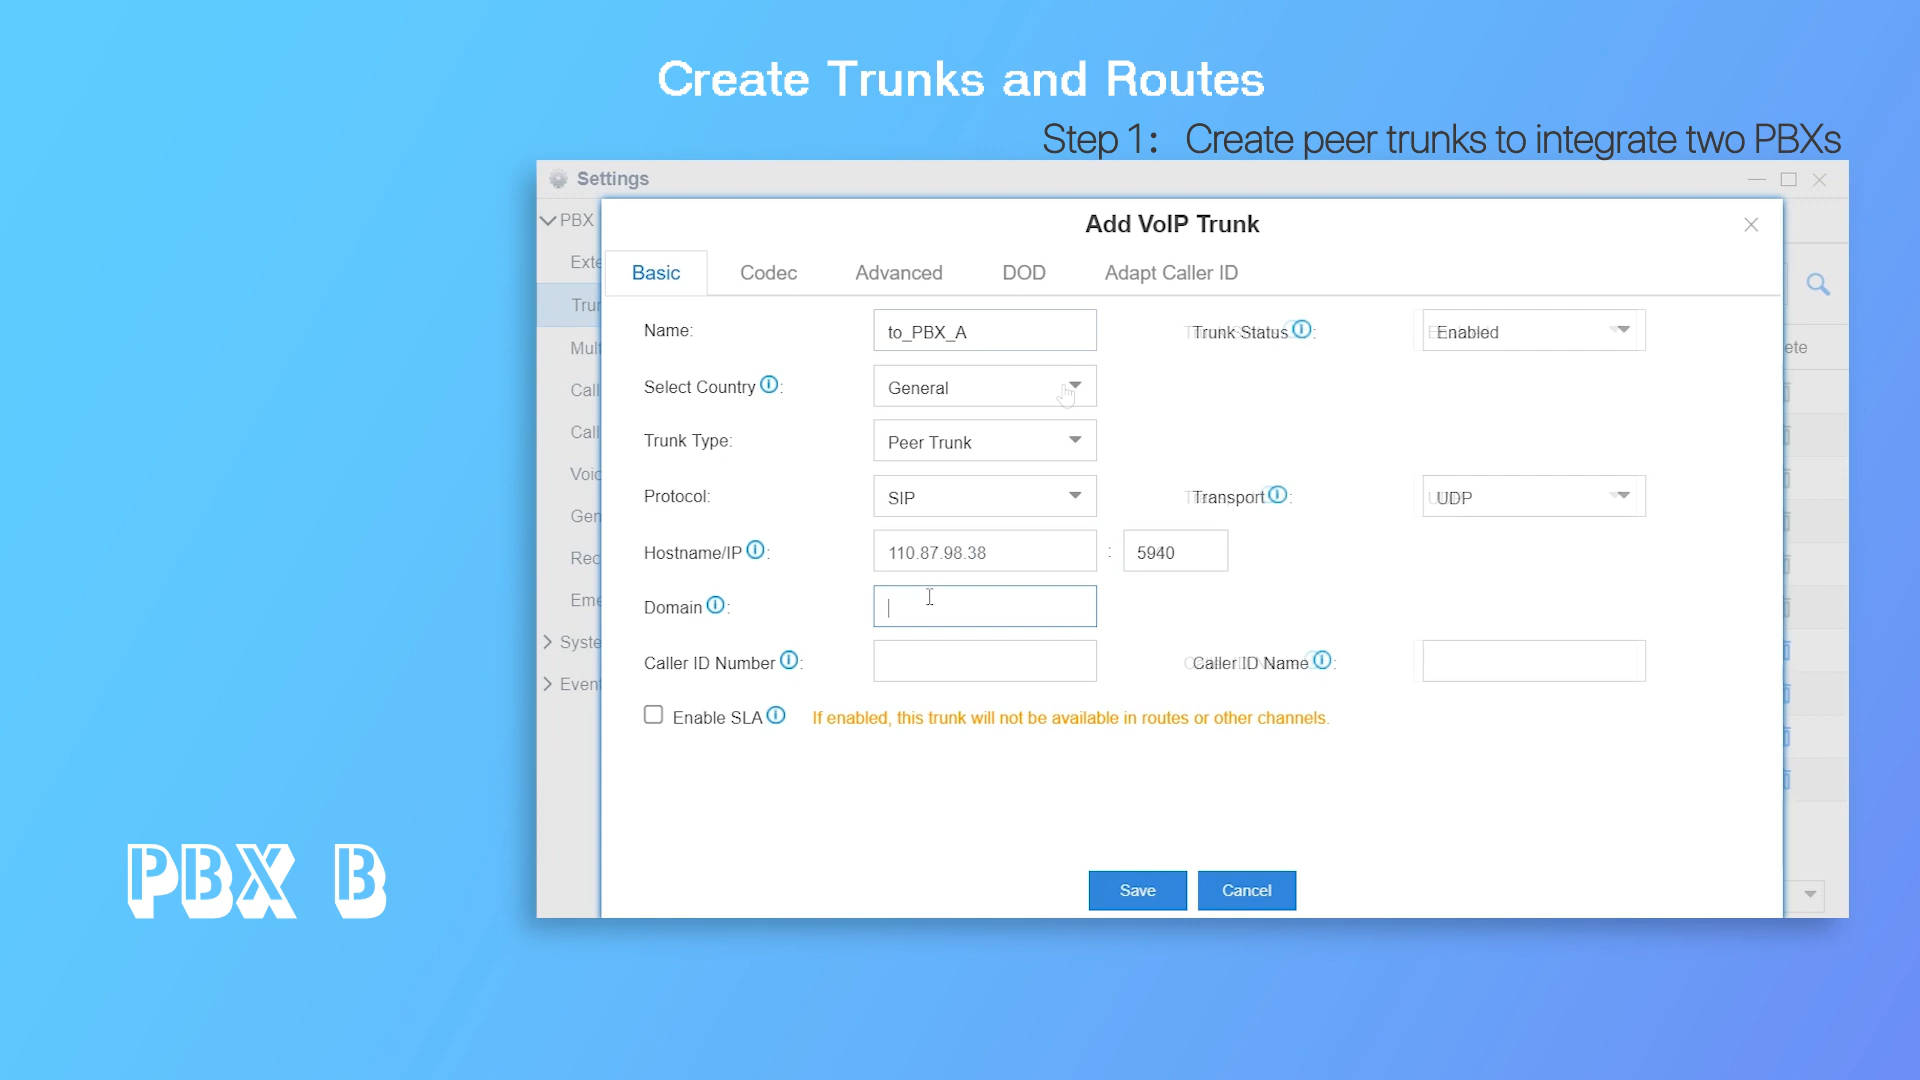 Create Trunks and Routes
Step 1: Create peer trunks to integrate two PBXs
Settings
PBX
Add VoIP Trunk
Basic Codec Advanced DOD Adapt Caller ID
Name: to_PBX_A Trunk Status: Enabled
Select Country: General
Trunk Type: Peer Trunk
Protocol: SIP Transport: UDP
Hostname/IP: 110.87.98.38 : 5940
Domain:
Caller ID Number: Caller ID Name:
Enable SLA If enabled, this trunk will not be available in routes or other channels.
Save Cancel
PBX B